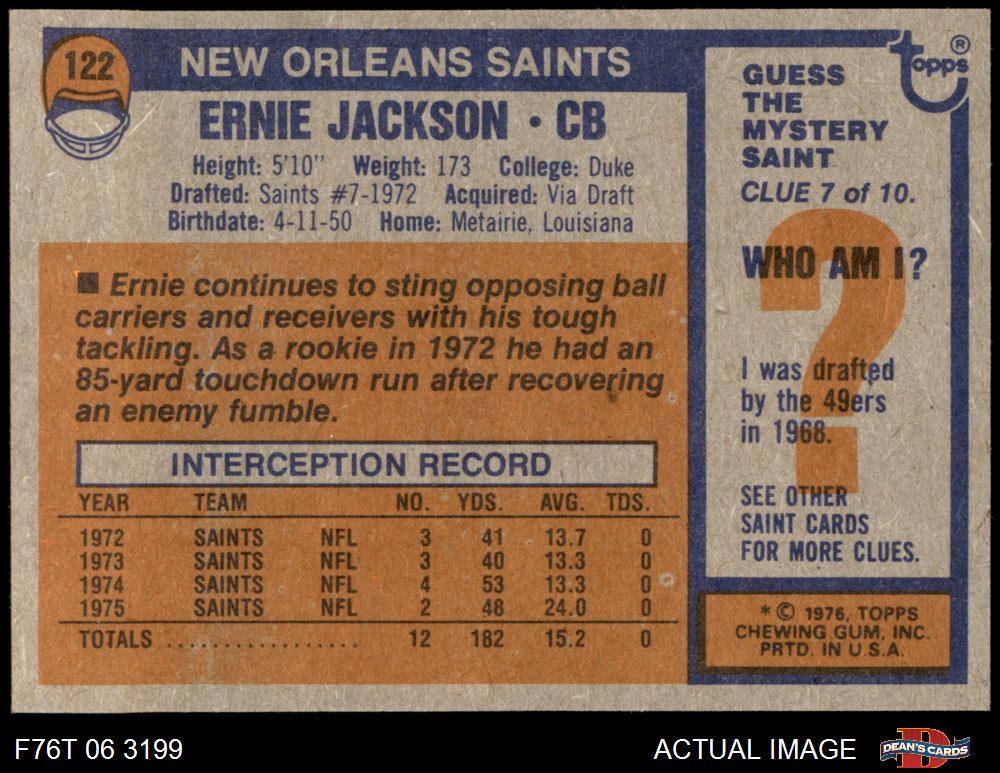 122
NEW ORLEANS SAINTS
ERNIE JACKSON • CB
Height: 5'10" Weight: 173 College: Duke
Drafted: Saints #7-1972 Acquired: Via Draft
Birthdate: 4-11-50 Home: Metairie, Louisiana
■ Ernie continues to sting opposing ball
carriers and receivers with his tough
tackling. As a rookie in 1972 he had an
85-yard touchdown run after recovering
an enemy fumble.
INTERCEPTION RECORD
YEAR TEAM NO. YDS. AVG. TDS.
1972 SAINTS NFL 3 41 13.7 0
1973 SAINTS NFL 3 40 13.3 0
1974 SAINTS NFL 4 53 13.3 0
1975 SAINTS NFL 2 48 24.0 0
TOTALS ................. 12 182 15.2 0
topps ®
GUESS
THE
MYSTERY
SAINT
CLUE 7 of 10.
WHO AM I?
?
I was drafted
by the 49ers
in 1968.
SEE OTHER
SAINT CARDS
FOR MORE CLUES.
* © 1976, TOPPS
CHEWING GUM, INC.
PRTD. IN U.S.A.
F76T 06 3199
ACTUAL IMAGE
DEAN'S CARDS